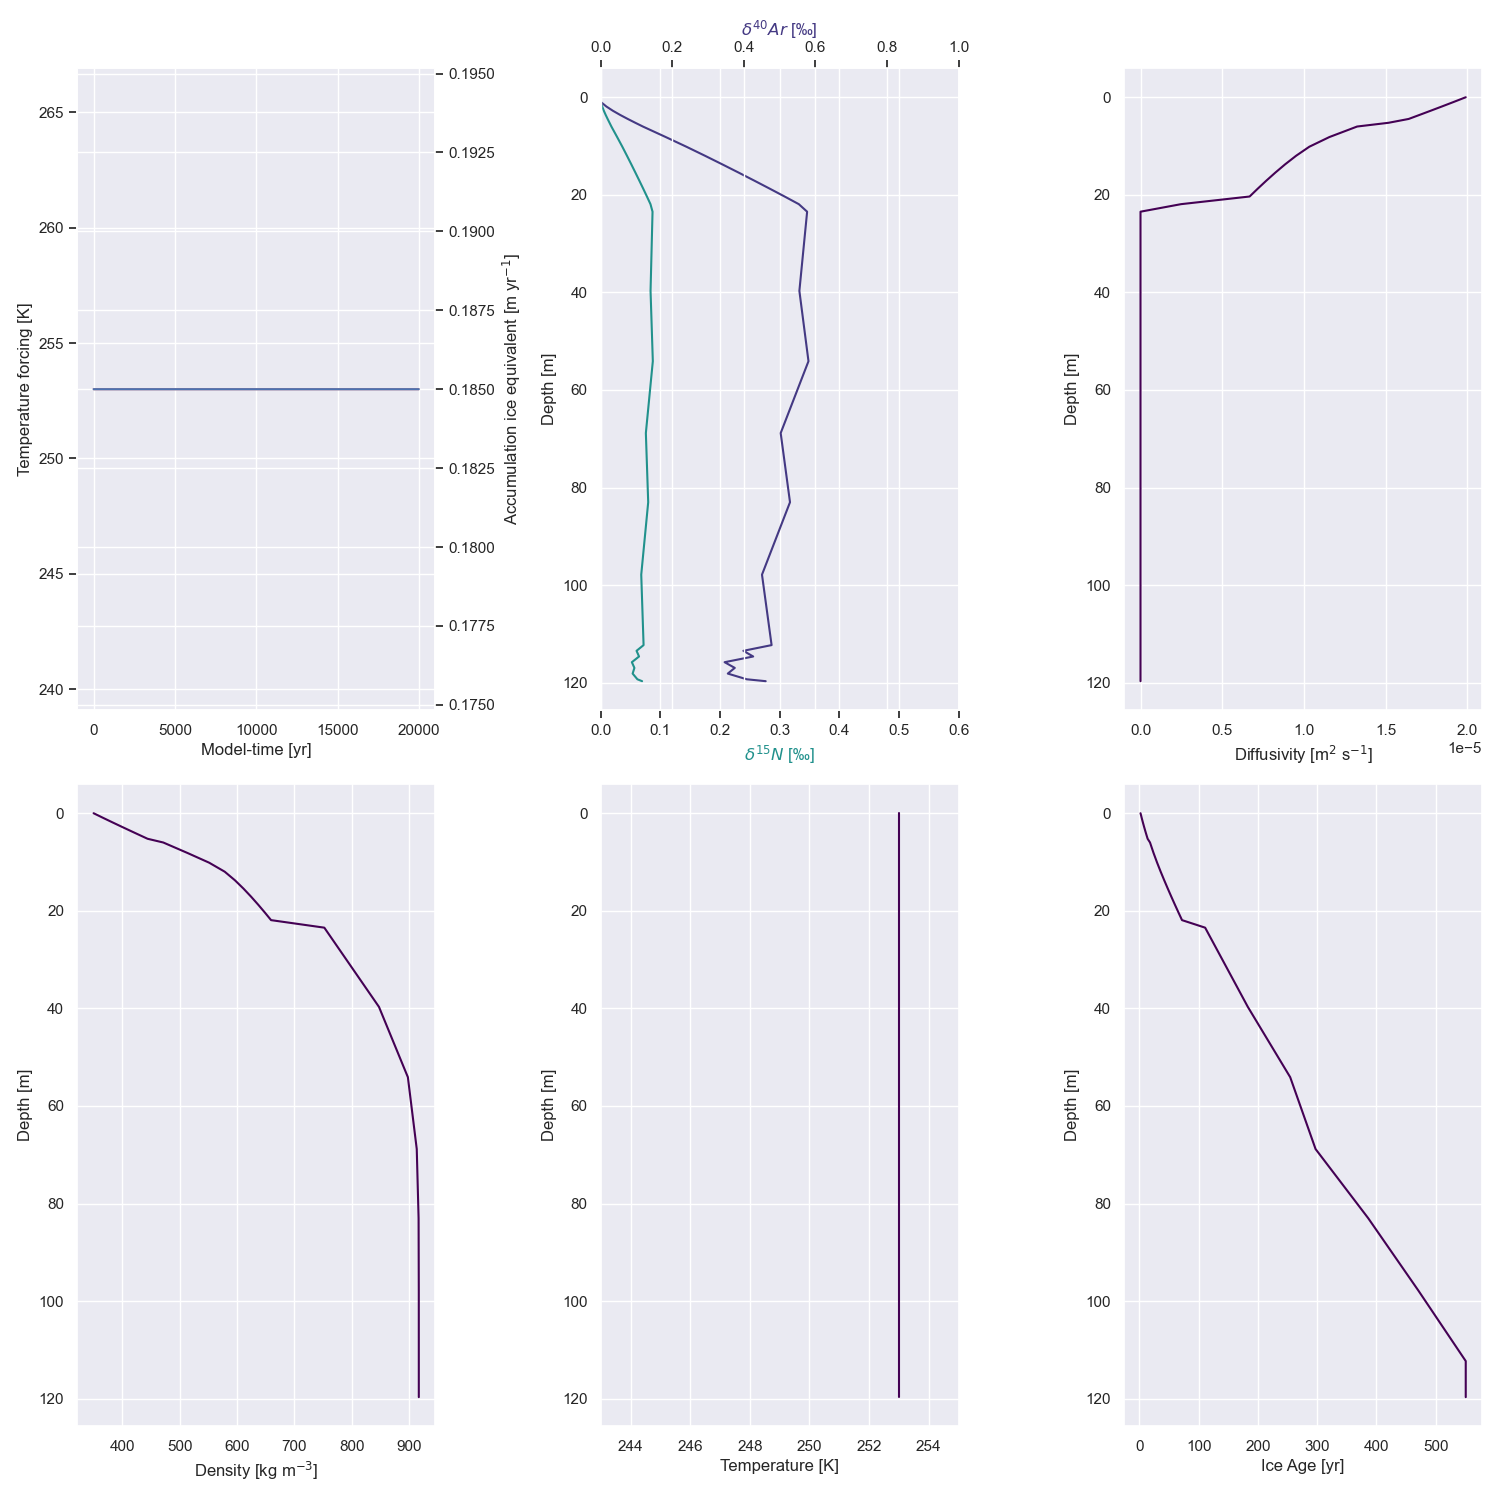 δ⁴⁰Ar [‰]
0.0 0.2 0.4 0.6 0.8 1.0
Temperature forcing [K]
265
260
255
250
245
240
0 5000 10000 15000 20000
Model-time [yr]
0.1950
0.1925
0.1900
0.1875
0.1850
0.1825
0.1800
0.1775
0.1750
Accumulation ice equivalent [m yr⁻¹]
Depth [m]
0
20
40
60
80
100
120
0.0 0.1 0.2 0.3 0.4 0.5 0.6
δ¹⁵N [‰]
Depth [m]
0
20
40
60
80
100
120
0.0 0.5 1.0 1.5 2.0
1e−5
Diffusivity [m² s⁻¹]
Depth [m]
0
20
40
60
80
100
120
400 500 600 700 800 900
Density [kg m⁻³]
Depth [m]
0
20
40
60
80
100
120
244 246 248 250 252 254
Temperature [K]
Depth [m]
0
20
40
60
80
100
120
0 100 200 300 400 500
Ice Age [yr]